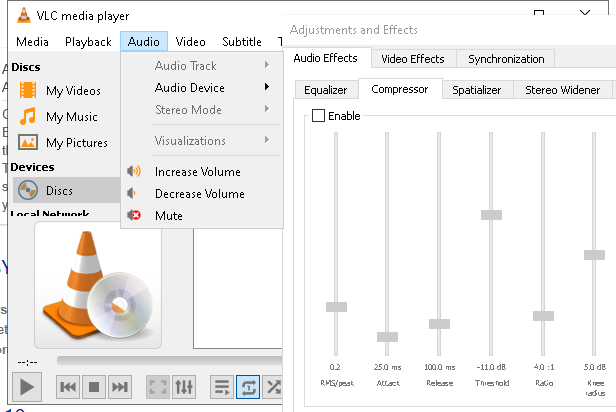 VLC media player
Media Playback Audio Video Subtitle T
Discs
My Videos
My Music
My Pictures
Devices
Discs
Local Network
Audio Track
Audio Device
Stereo Mode
Visualizations
Increase Volume
Decrease Volume
Mute
--:--
Adjustments and Effects
Audio Effects Video Effects Synchronization
Equalizer Compressor Spatializer Stereo Widener
Enable
0.2 25.0 ms 100.0 ms -11.0 dB 4.0 :1 5.0 dB
RMS/peak Attack Release Threshold Ratio Knee
radius